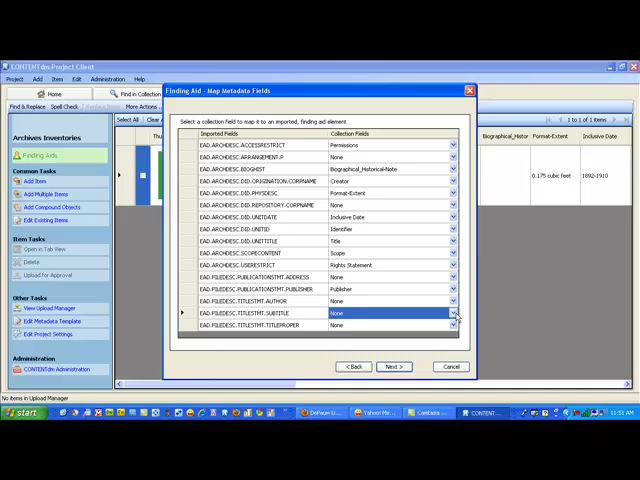 CONTENTdm Project Client
Project Add Item Edit Administration Help
Home
Find in Collection
Find & Replace Spell Check More Actions...
Select All Clear
1 to 1 of 1 items
Archives Inventories
Finding Aids
Common Tasks
Add Item
Add Multiple Items
Add Compound Objects
Edit Existing Items
Item Tasks
Open in Tab View
Delete
Upload for Approval
Other Tasks
View Upload Manager
Edit Metadata Template
Edit Project Settings
Administration
CONTENTdm Administration
Biographical_Histor Format-Extent Inclusive Date
0.175 cubic feet 1892-1910
Finding Aid - Map Metadata Fields
Select a collection field to map it to an imported, finding aid element
Imported Fields Collection Fields
EAD.ARCHDESC.ACCESSRESTRICT Permissions
EAD.ARCHDESC.ARRANGEMENT.P None
EAD.ARCHDESC.BIOGHIST Biographical_Historical-Note
EAD.ARCHDESC.DID.ORIGINATION.CORPNAME Creator
EAD.ARCHDESC.DID.PHYSDESC Format-Extent
EAD.ARCHDESC.DID.REPOSITORY.CORPNAME None
EAD.ARCHDESC.DID.UNITDATE Inclusive Date
EAD.ARCHDESC.DID.UNITID Identifier
EAD.ARCHDESC.DID.UNITTITLE Title
EAD.ARCHDESC.SCOPECONTENT Scope
EAD.ARCHDESC.USERESTRICT Rights Statement
EAD.FILEDESC.PUBLICATIONSTMT.ADDRESS None
EAD.FILEDESC.PUBLICATIONSTMT.PUBLISHER Publisher
EAD.FILEDESC.TITLESTMT.AUTHOR None
EAD.FILEDESC.TITLESTMT.SUBTITLE None
EAD.FILEDESC.TITLESTMT.TITLEPROPER None
< Back Next > Cancel
No items in Upload Manager
start
DePauw U...
Yahoo! Me...
Camtasia ...
CONTENT...
11:51 AM